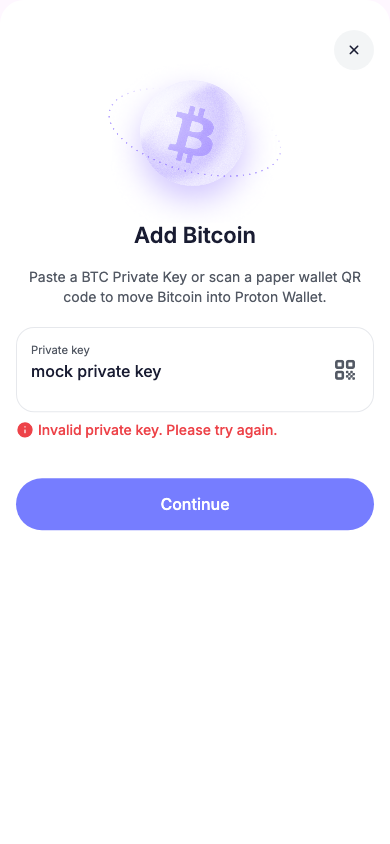 Add Bitcoin
Paste a BTC Private Key or scan a paper wallet QR
code to move Bitcoin into Proton Wallet.
Private key
mock private key
Invalid private key. Please try again.
Continue